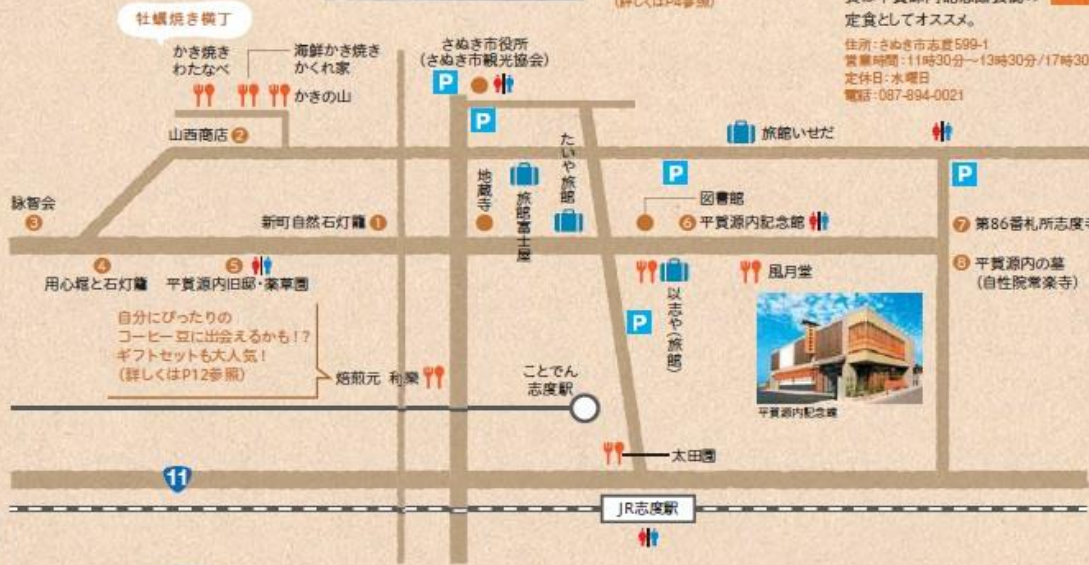 (詳しくはP4参照)
定食としてオススメ。
住所:さぬき市志度599-1
営業時間:11時30分〜13時30分/17時30
定休日:水曜日
電話:087-894-0021
牡蠣焼き横丁
かき焼き
わたなべ
海鮮かき焼き
かくれ家
かきの山
さぬき市役所
(さぬき市観光協会)
P
P
山西商店 2
旅館いせだ
たいや旅館
地蔵寺
旅館富士屋
P
P
図書館
詠智会
3
新町自然石灯籠 1
6 平賀源内記念館
7 第86番札所志度寺
4
用心堀と石灯籠
5
平賀源内旧邸・薬草園
風月堂
8 平賀源内の墓
(自性院常楽寺)
以志や(旅館)
P
自分にぴったりの
コーヒー豆に出会えるかも!?
ギフトセットも大人気!
(詳しくはP12参照)
焙煎元 和樂
ことでん
志度駅
平賀源内記念館
太田園
11
JR志度駅